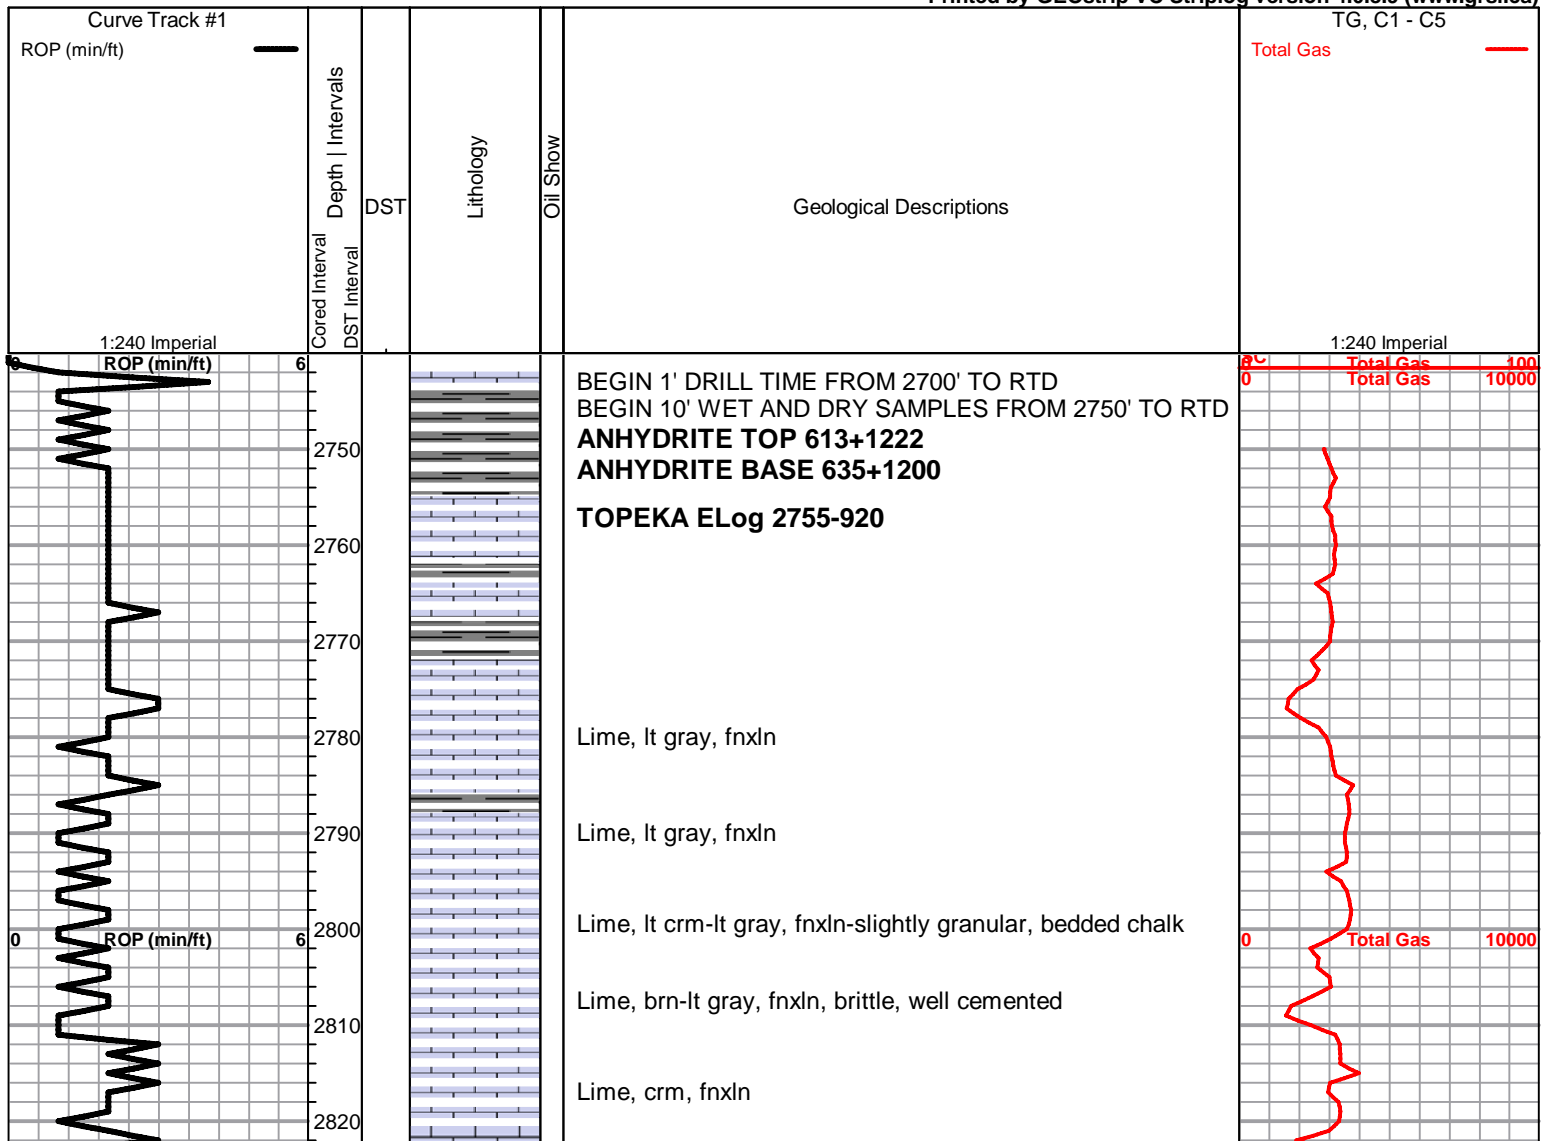 Curve Track #1
ROP (min/ft)
1:240 Imperial
Depth | Intervals
Cored Interval
DST Interval
DST
Lithology
Oil Show
Geological Descriptions
TG, C1 - C5
Total Gas
1:240 Imperial
ROP (min/ft) 6
Total Gas 100
0 Total Gas 10000
BEGIN 1' DRILL TIME FROM 2700' TO RTD
BEGIN 10' WET AND DRY SAMPLES FROM 2750' TO RTD
ANHYDRITE TOP 613+1222
2750
ANHYDRITE BASE 635+1200
TOPEKA ELog 2755-920
2760
2770
2780
Lime, lt gray, fnxln
2790
Lime, lt gray, fnxln
Lime, lt crm-lt gray, fnxln-slightly granular, bedded chalk
2800
0 ROP (min/ft) 6
0 Total Gas 10000
Lime, brn-lt gray, fnxln, brittle, well cemented
2810
Lime, crm, fnxln
2820